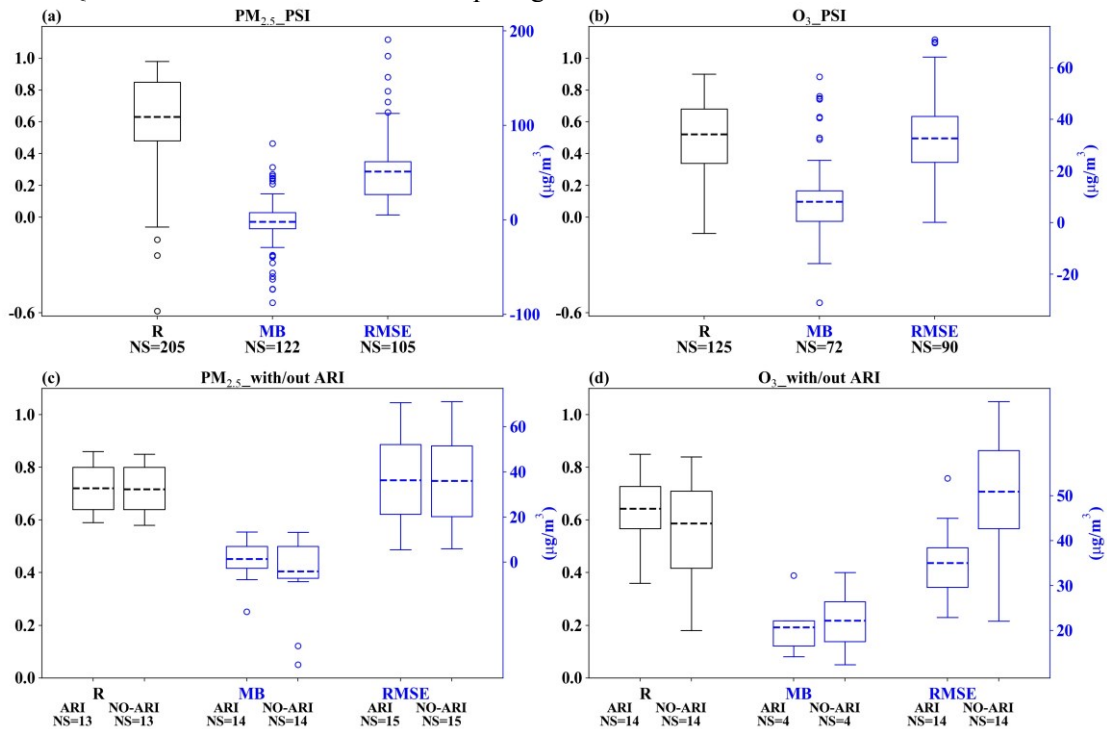 (a)
PM2.5_PSI
1.0
0.8
0.6
0.4
0.2
0.0
-0.6
200
100
0
-100
(μg/m³)
R MB RMSE
NS=205 NS=122 NS=105
(b)
O3_PSI
1.0
0.8
0.6
0.4
0.2
0.0
-0.6
60
40
20
0
-20
(μg/m³)
R MB RMSE
NS=125 NS=72 NS=90
(c)
PM2.5_with/out ARI
1.0
0.8
0.6
0.4
0.2
0.0
60
40
20
0
(μg/m³)
R MB RMSE
ARI NO-ARI ARI NO-ARI ARI NO-ARI
NS=13 NS=13 NS=14 NS=14 NS=15 NS=15
(d)
O3_with/out ARI
1.0
0.8
0.6
0.4
0.2
0.0
50
40
30
20
(μg/m³)
R MB RMSE
ARI NO-ARI ARI NO-ARI ARI NO-ARI
NS=14 NS=14 NS=4 NS=4 NS=14 NS=14